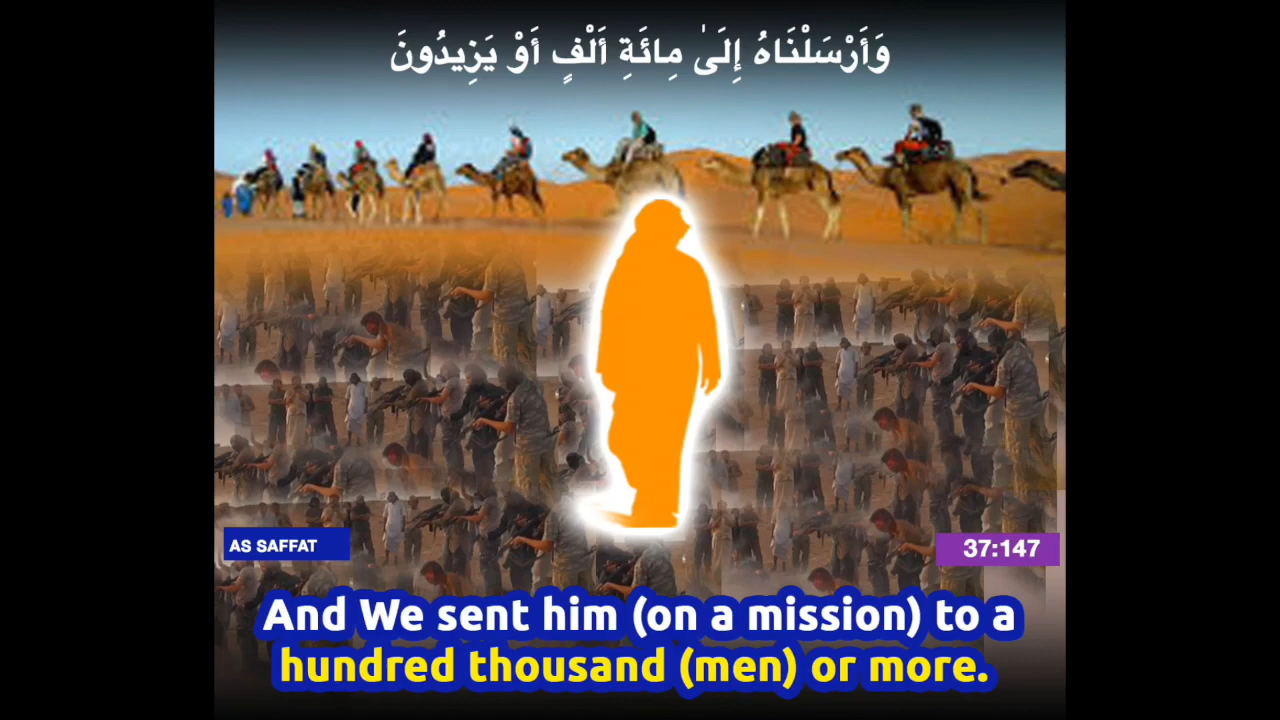 وَأَرْسَلْنَاهُ إِلَىٰ مِائَةِ أَلْفٍ أَوْ يَزِيدُونَ
AS SAFFAT
37:147
And We sent him (on a mission) to a
hundred thousand (men) or more.